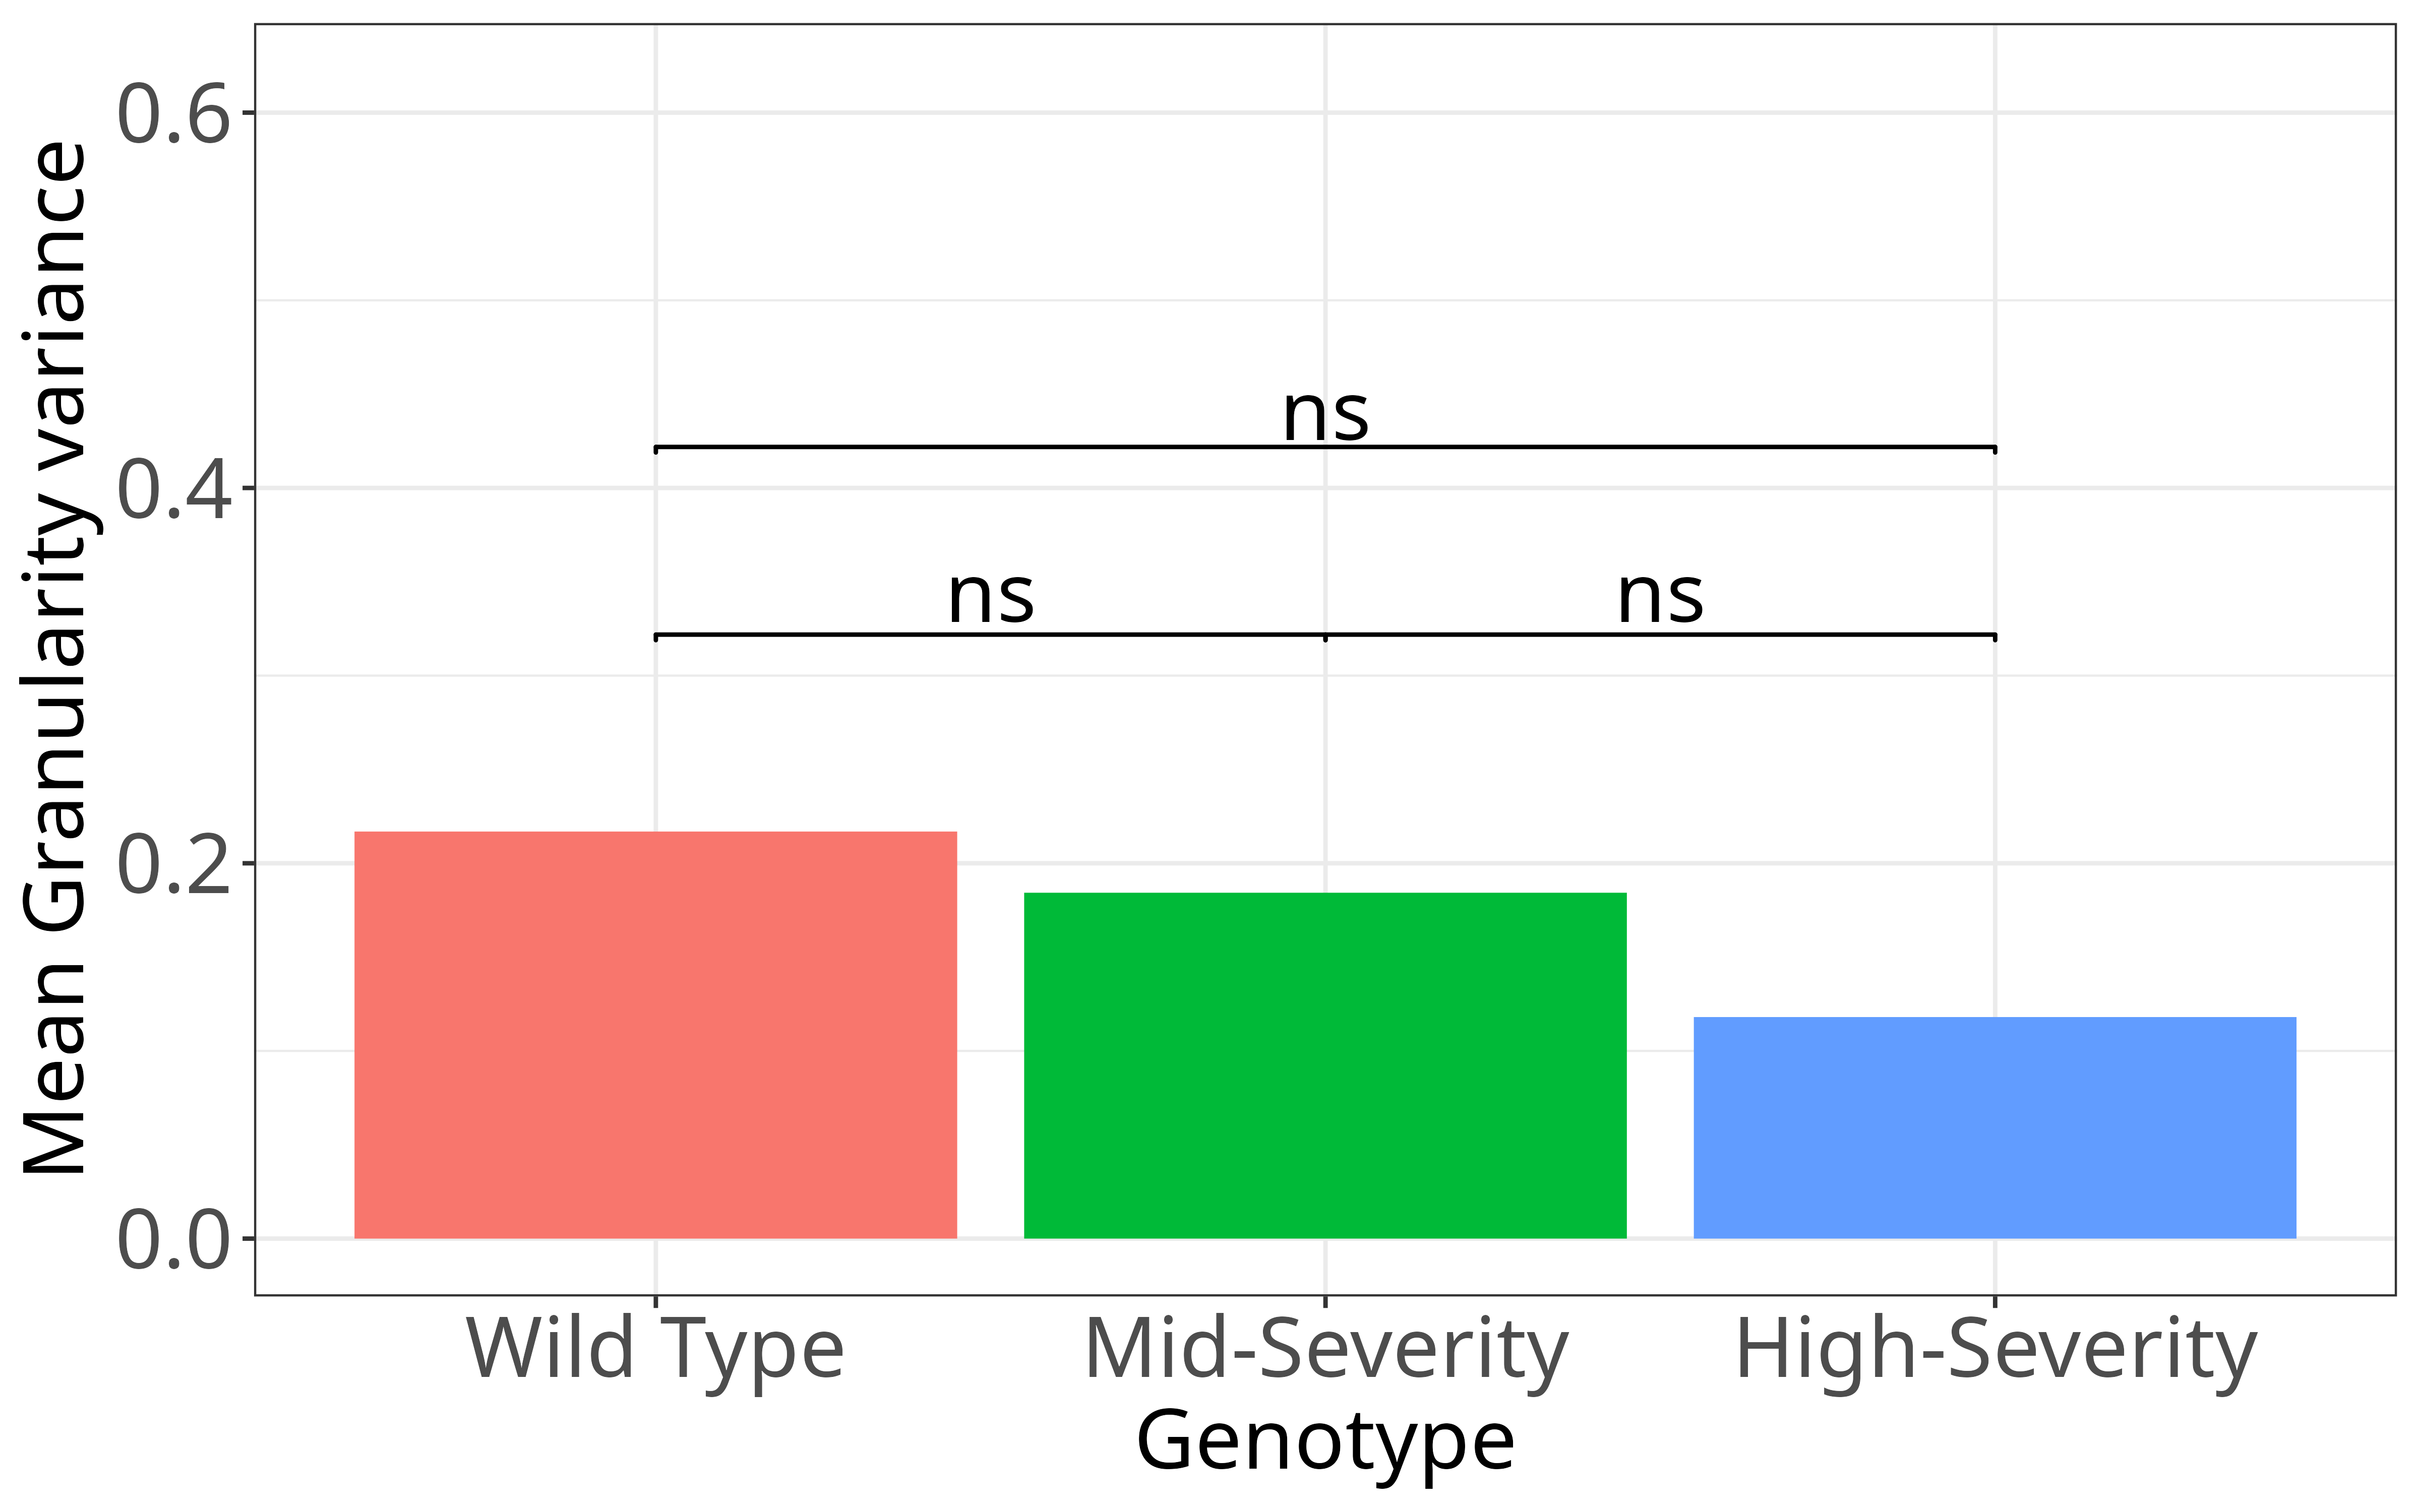 Mean Granularity variance
0.6
0.4
0.2
0.0
ns
ns ns
Wild Type Mid-Severity High-Severity
Genotype